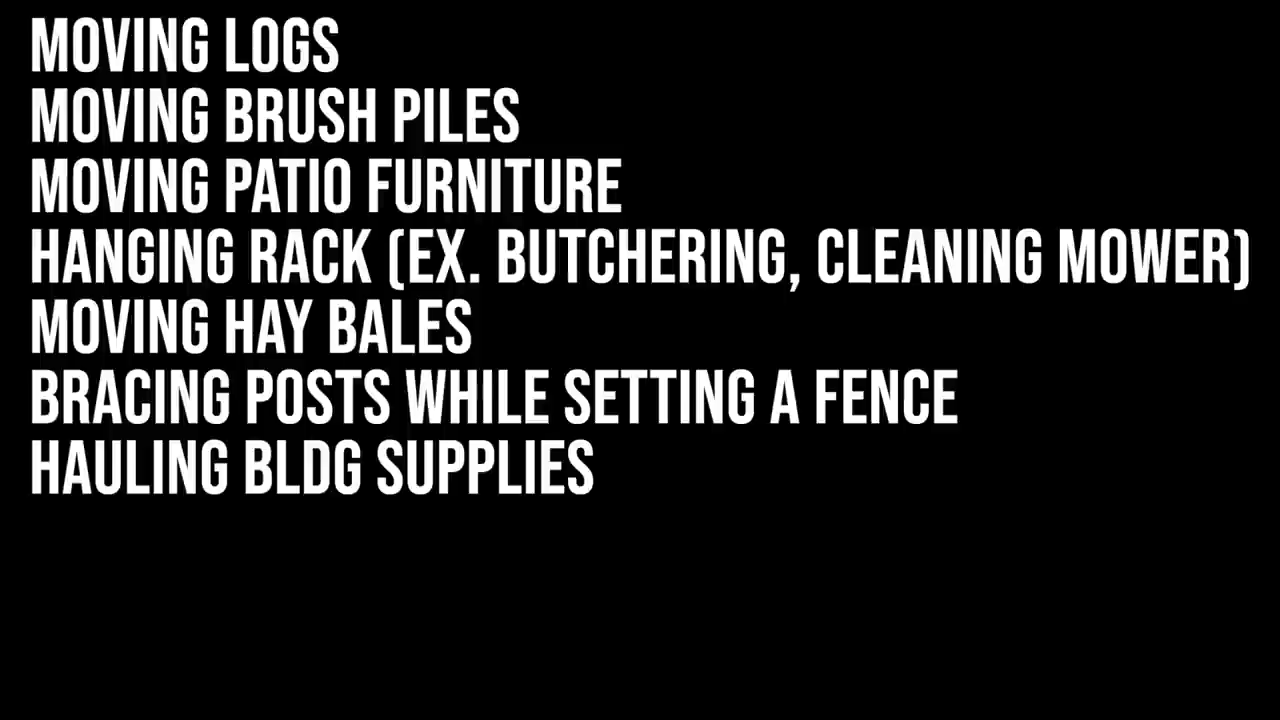 MOVING LOGS
MOVING BRUSH PILES
MOVING PATIO FURNITURE
HANGING RACK (EX. BUTCHERING, CLEANING MOWER)
MOVING HAY BALES
BRACING POSTS WHILE SETTING A FENCE
HAULING BLDG SUPPLIES